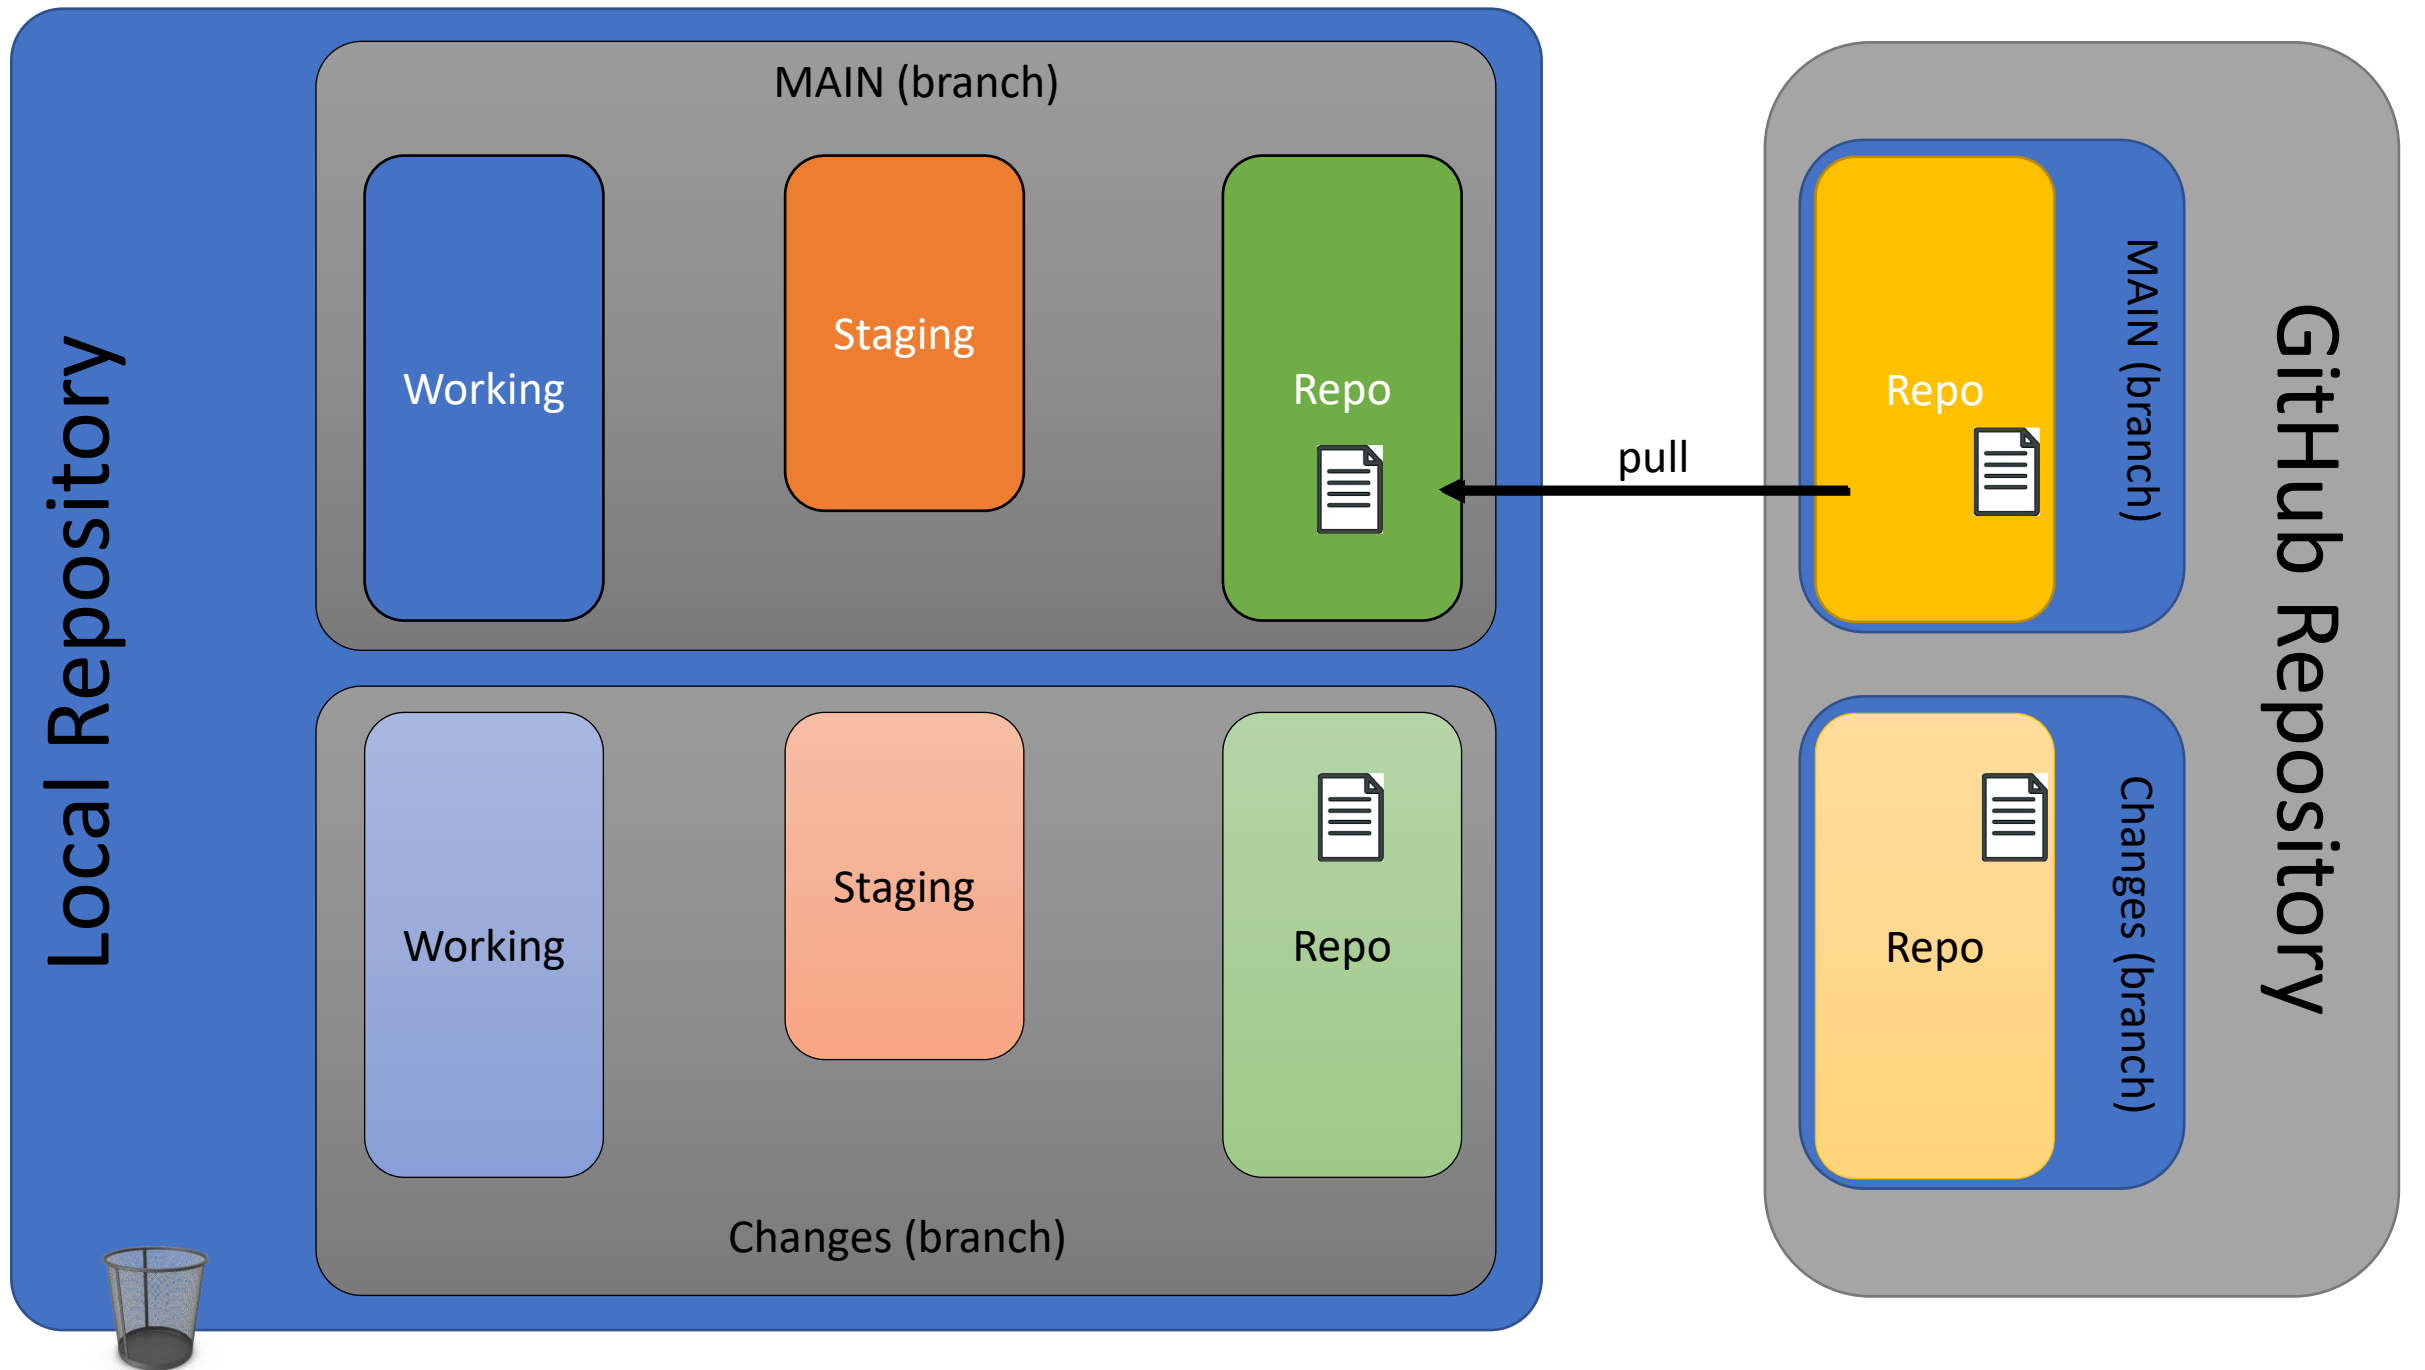 Local Repository
MAIN (branch)
Working
Staging
Repo
pull
Repo
MAIN (branch)
GitHub Repository
Working
Staging
Repo
Changes (branch)
Repo
Changes (branch)